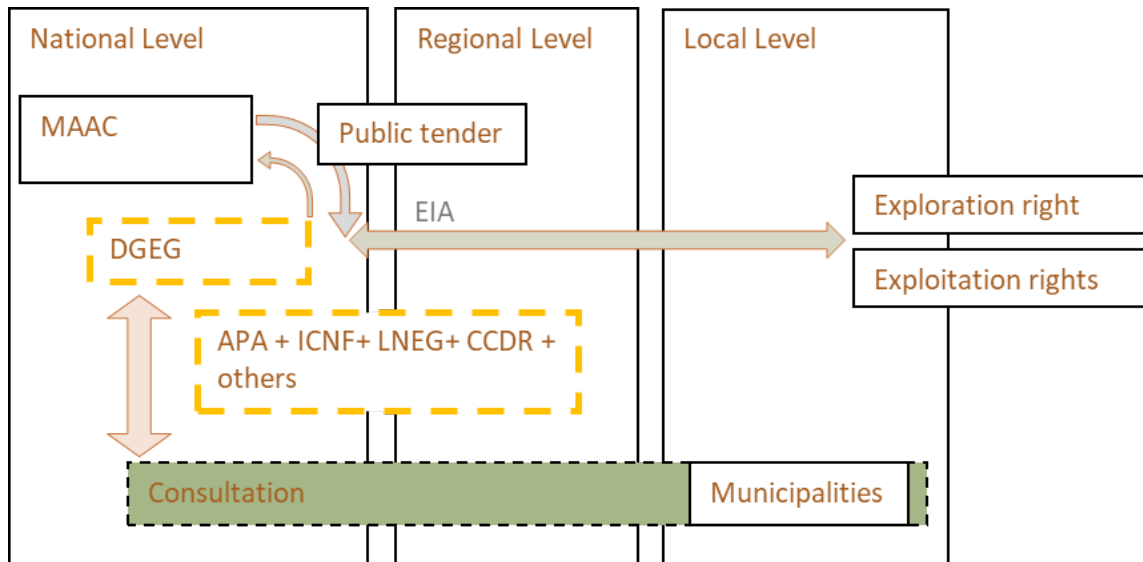 National Level
Regional Level
Local Level
MAAC
Public tender
EIA
Exploration right
DGEG
Exploitation rights
APA + ICNF+ LNEG+ CCDR +
others
Consultation
Municipalities